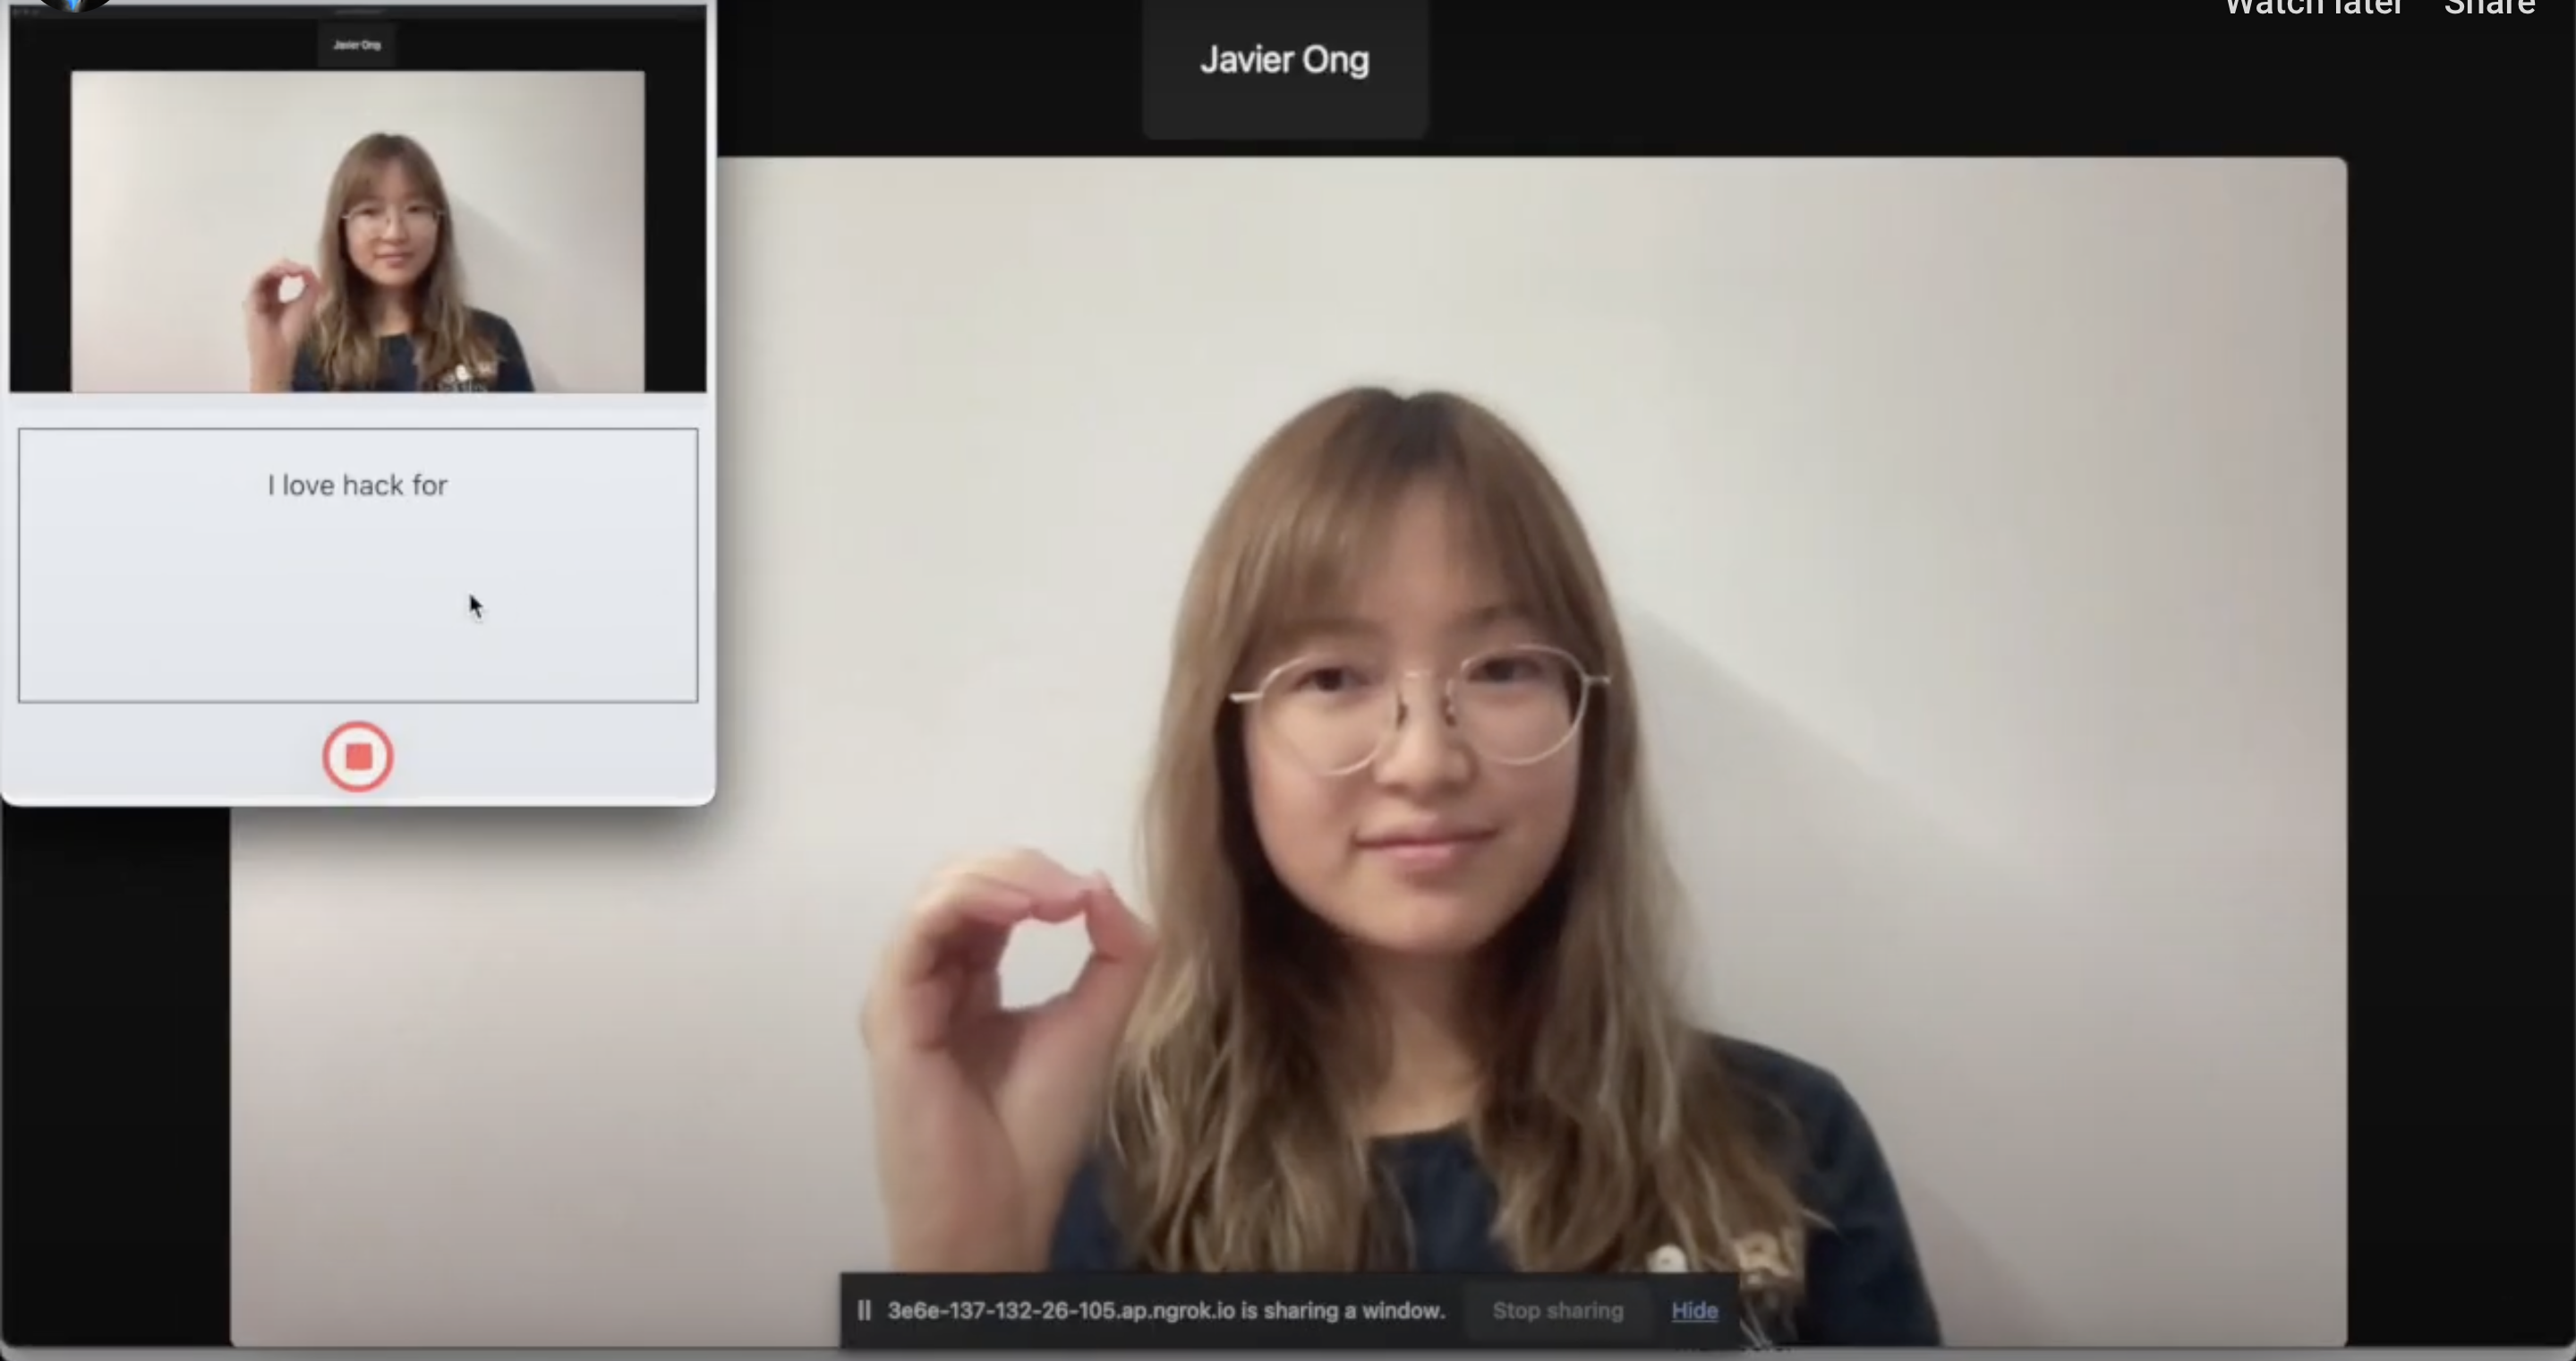 Watch later Share
Javier Ong
Javier Ong
I love hack for
3e6e-137-132-26-105.ap.ngrok.io is sharing a window. Stop sharing Hide